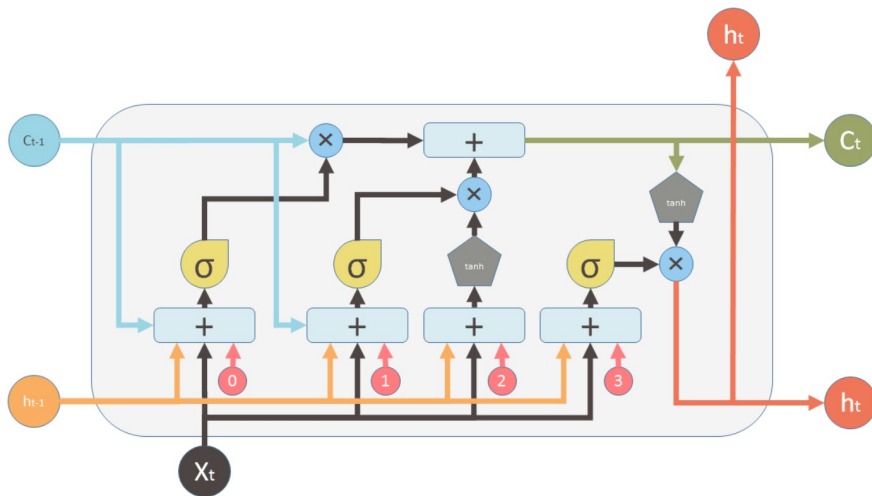 hₜ
Cₜ₋₁
×
+
Cₜ
tanh
×
σ
σ
tanh
σ
×
+
+
+
+
0
1
2
3
hₜ₋₁
hₜ
Xₜ